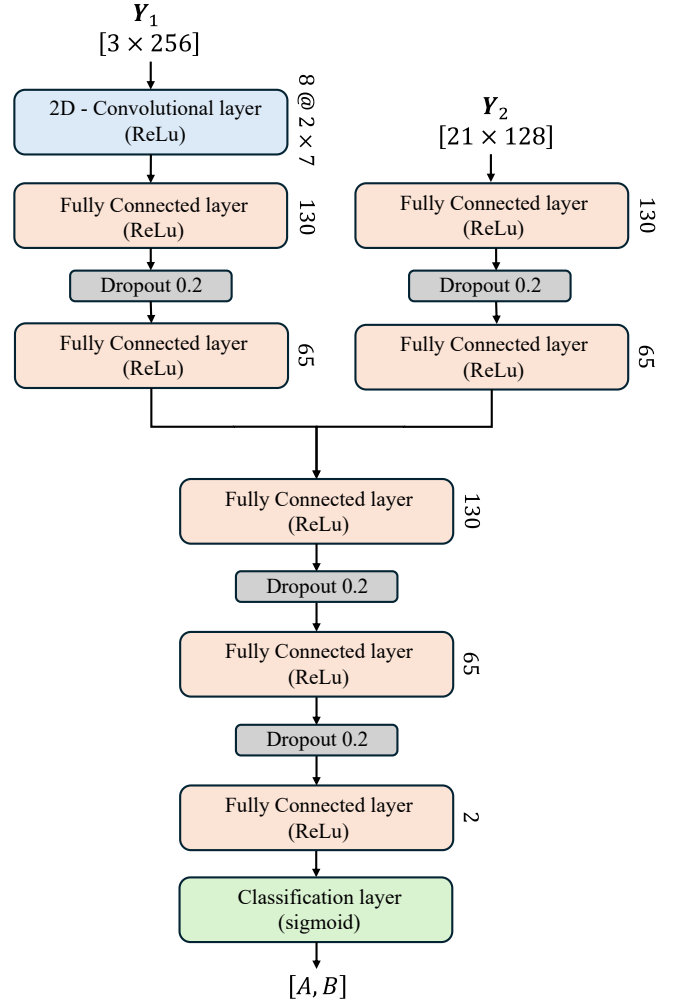 Y₁
[3 × 256]
2D - Convolutional layer
(ReLu)
8 @ 2 × 7
Fully Connected layer
(ReLu)
130
Dropout 0.2
Fully Connected layer
(ReLu)
65
Y₂
[21 × 128]
Fully Connected layer
(ReLu)
130
Dropout 0.2
Fully Connected layer
(ReLu)
65
Fully Connected layer
(ReLu)
130
Dropout 0.2
Fully Connected layer
(ReLu)
65
Dropout 0.2
Fully Connected layer
(ReLu)
2
Classification layer
(sigmoid)
[A, B]